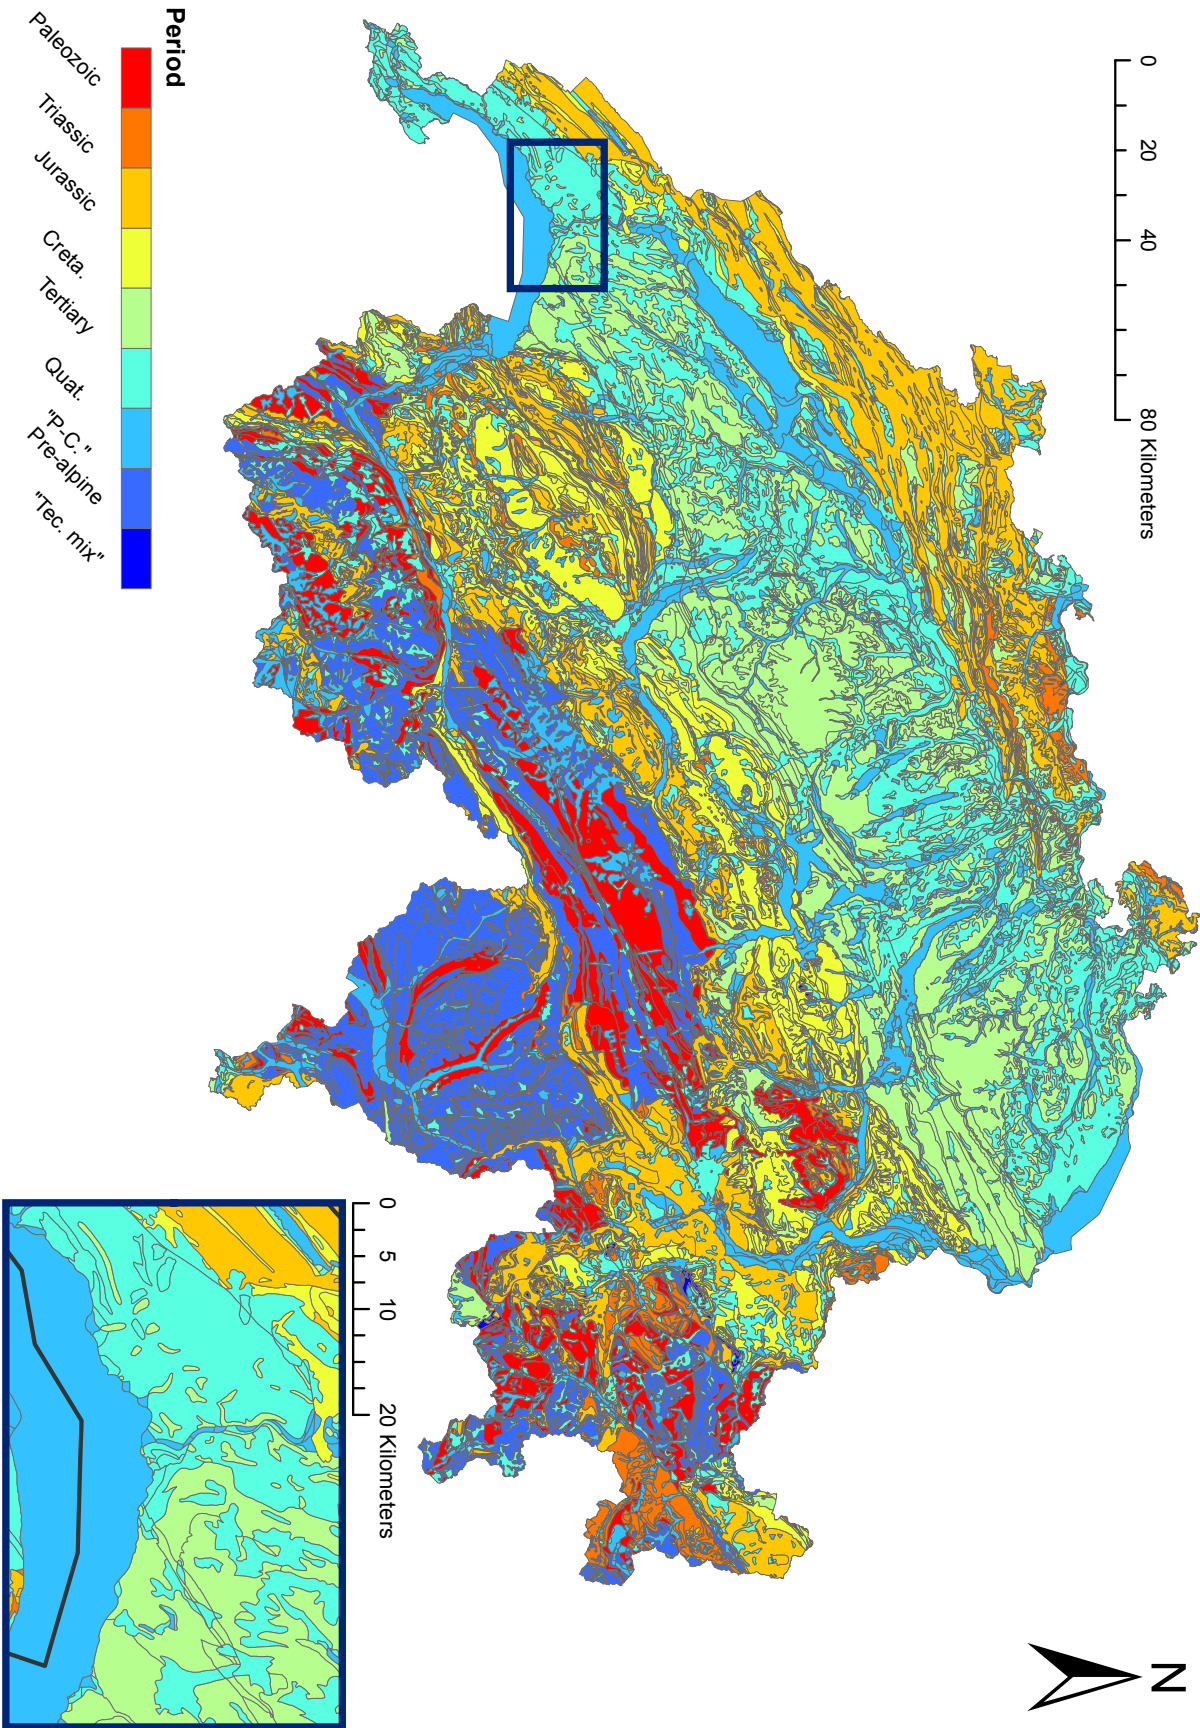 0 20 40 80 Kilometers
N
Period
Paleozoic
Triassic
Jurassic
Creta.
Tertiary
Quat.
"P-C."
Pre-alpine
"Tec. mix"
0 5 10 20 Kilometers